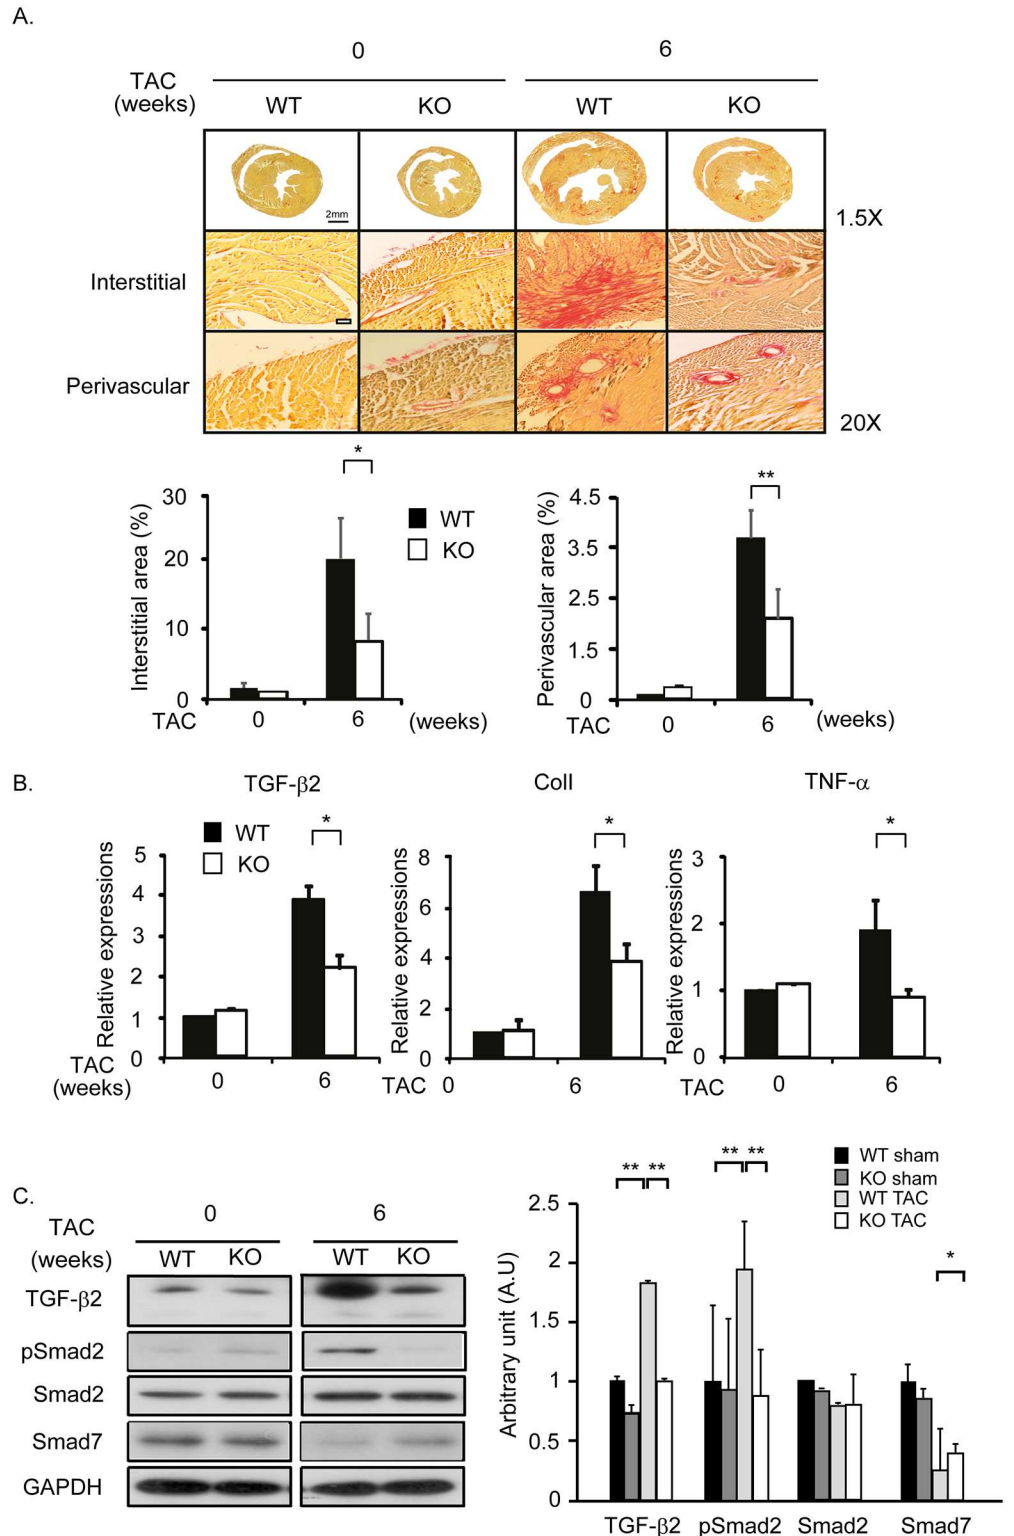 A.
0 6
TAC
(weeks)
WT KO WT KO
2mm
1.5X
Interstitial
Perivascular
20X
* **
30 20 10 0
Interstitial area (%)
WT
KO
TAC 0 6 (weeks)
4.5 3.5 2.5 1.5 0
Perivascular area (%)
TAC 0 6 (weeks)
B.
TGF-β2 Coll TNF-α
WT
KO
* * *
5 4 3 2 1 0
Relative expressions
TAC
(weeks)
0 6
8 6 4 2 0
Relative expressions
TAC 0 6
3 2 1 0
Relative expressions
TAC 0 6
C.
TAC
(weeks)
0 6
WT KO WT KO
TGF-β2
pSmad2
Smad2
Smad7
GAPDH
** ** ** ** *
WT sham
KO sham
WT TAC
KO TAC
2.5 2 1.5 1 0.5 0
Arbitrary unit (A.U)
TGF-β2 pSmad2 Smad2 Smad7